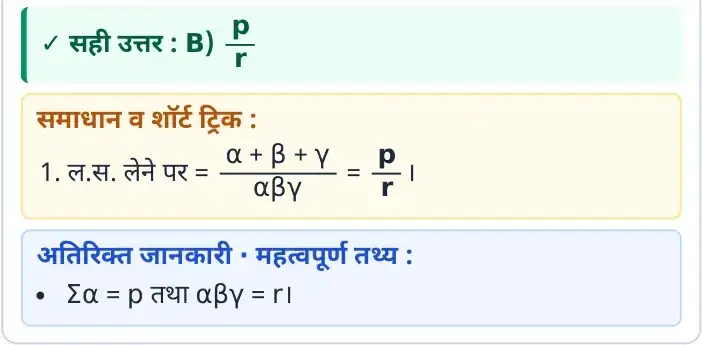 ✓ सही उत्तर : B) p/r
समाधान व शॉर्ट ट्रिक :
1. ल.स. लेने पर = (α + β + γ)/(αβγ) = p/r ।
अतिरिक्त जानकारी · महत्वपूर्ण तथ्य :
• Σα = p तथा αβγ = r।